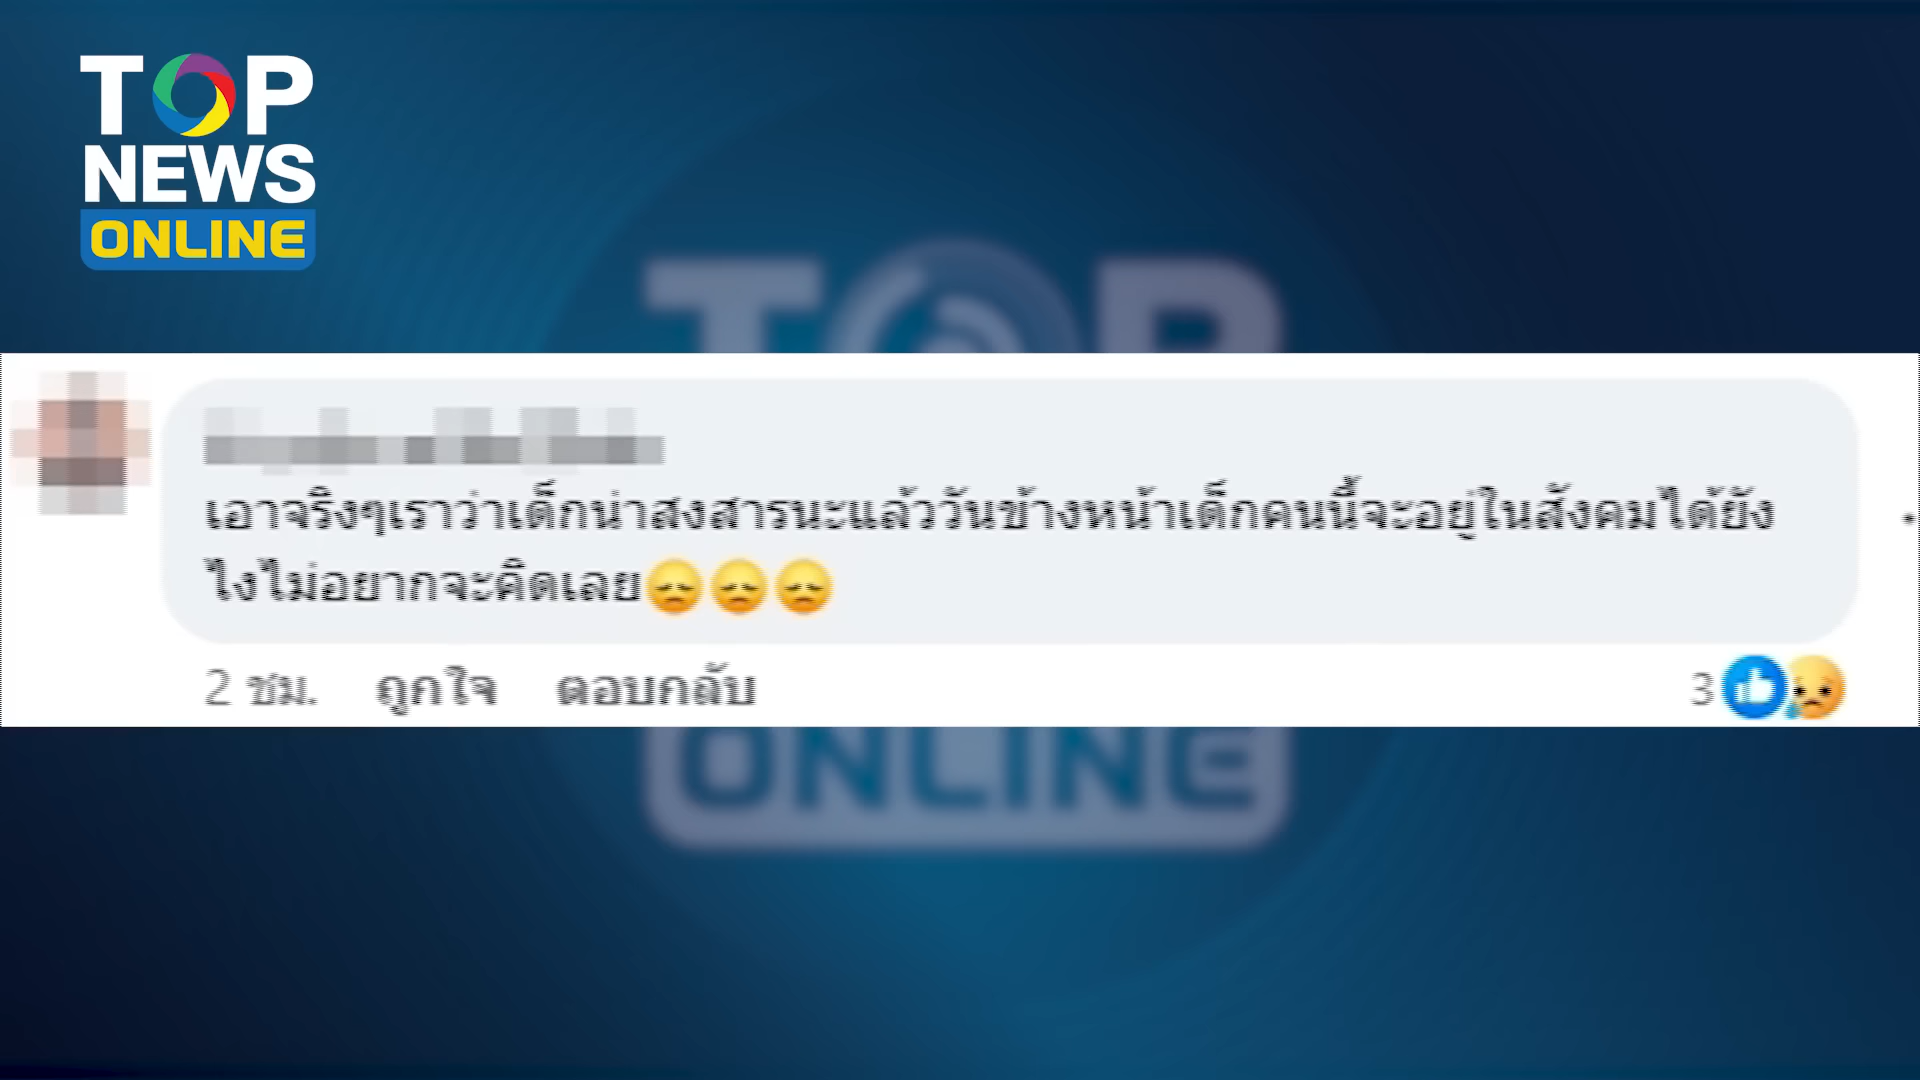 TOP
NEWS
ONLINE
TOP
เอาจริงๆเราว่าเด็กน่าสงสารนะแล้ววันข้างหน้าเด็กคนนี้จะอยู่ในสังคมได้ยัง
ไงไม่อยากจะคิดเลย😞😞😞
2 ชม. ถูกใจ ตอบกลับ 3
ONLINE